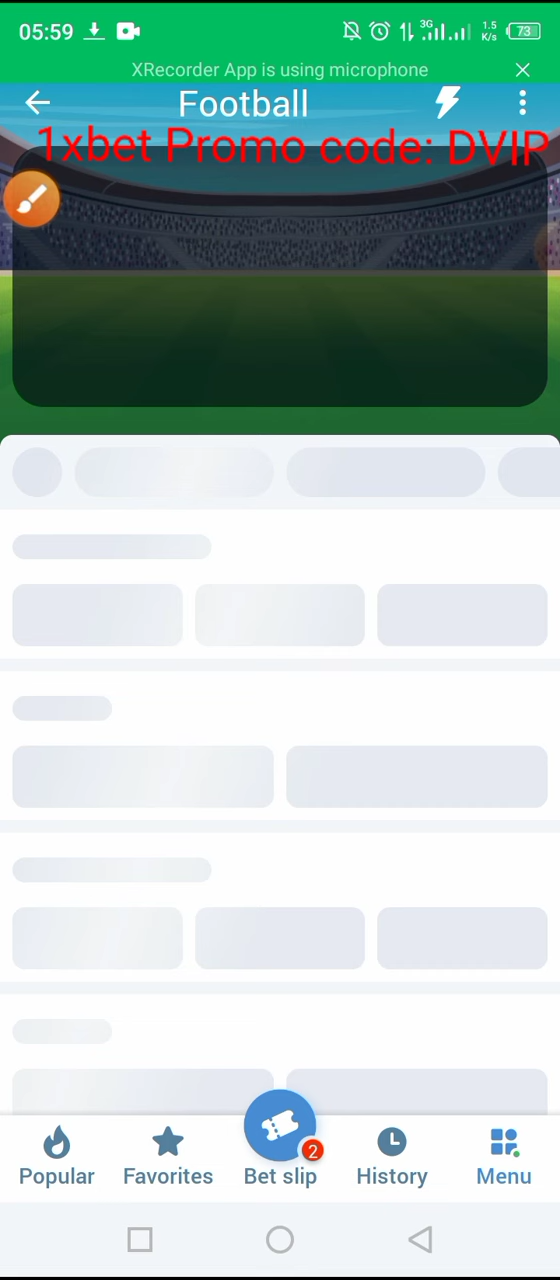 05:59 3G 1.5 K/s 73
XRecorder App is using microphone
Football
1xbet Promo code: DVIP
2
Popular Favorites Bet slip History Menu